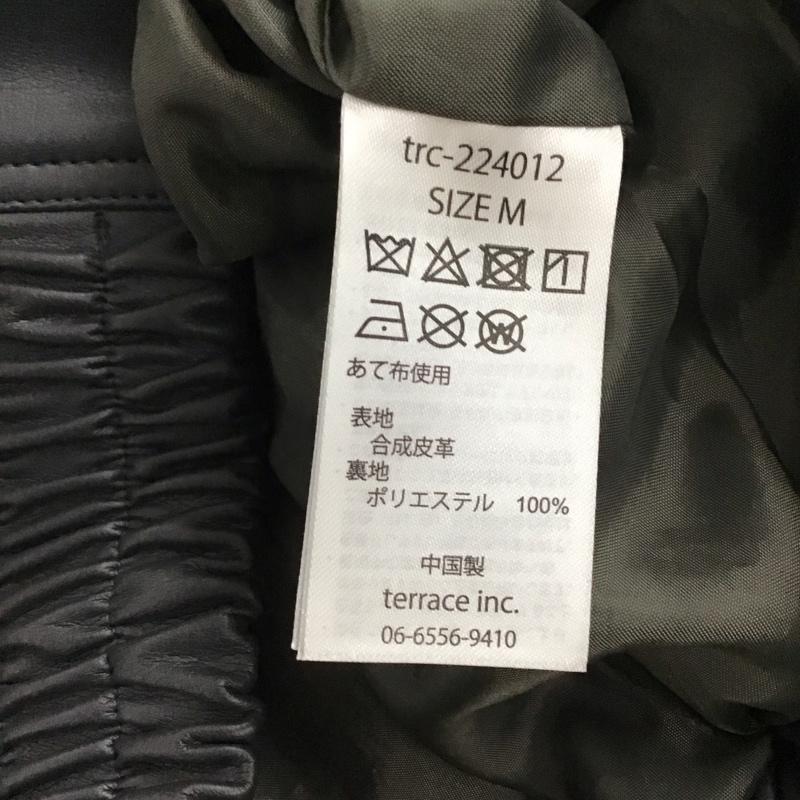 trc-224012
SIZE M
W
あて布使用
表地
合成皮革
裏地
ポリエステル 100%
中国製
terrace inc.
06-6556-9410